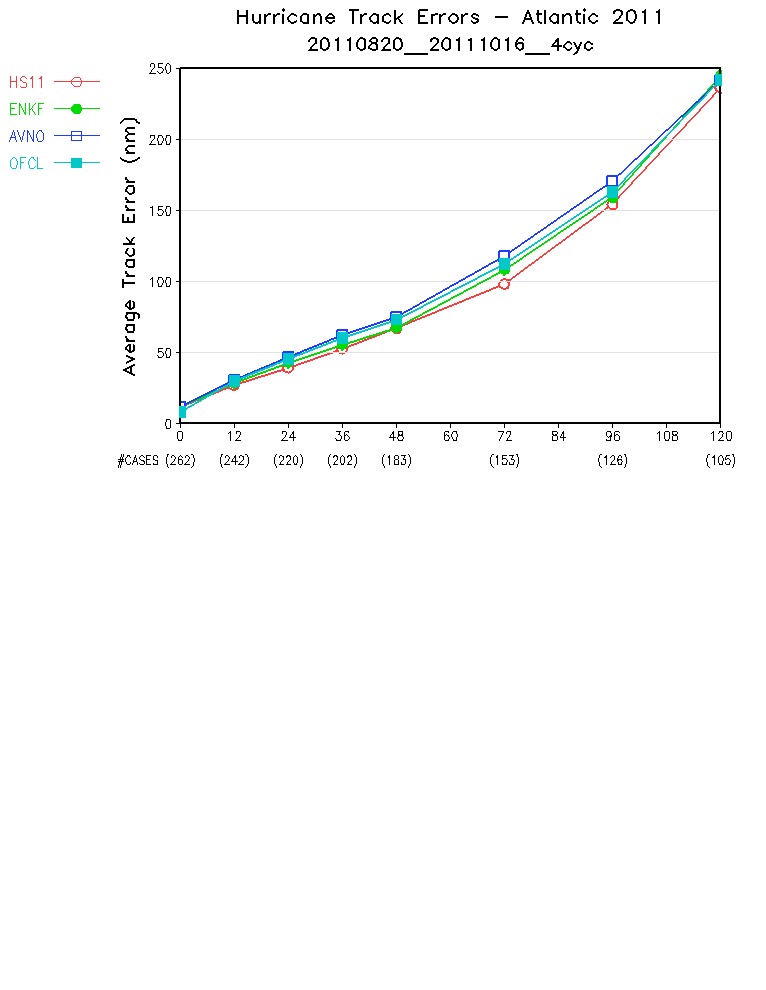 Hurricane Track Errors - Atlantic 2011
20110820__20111016__4cyc
HS11
ENKF
AVNO
OFCL
Average Track Error (nm)
250
200
150
100
50
0
0 12 24 36 48 60 72 84 96 108 120
#CASES (262) (242) (220) (202) (183) (153) (126) (105)